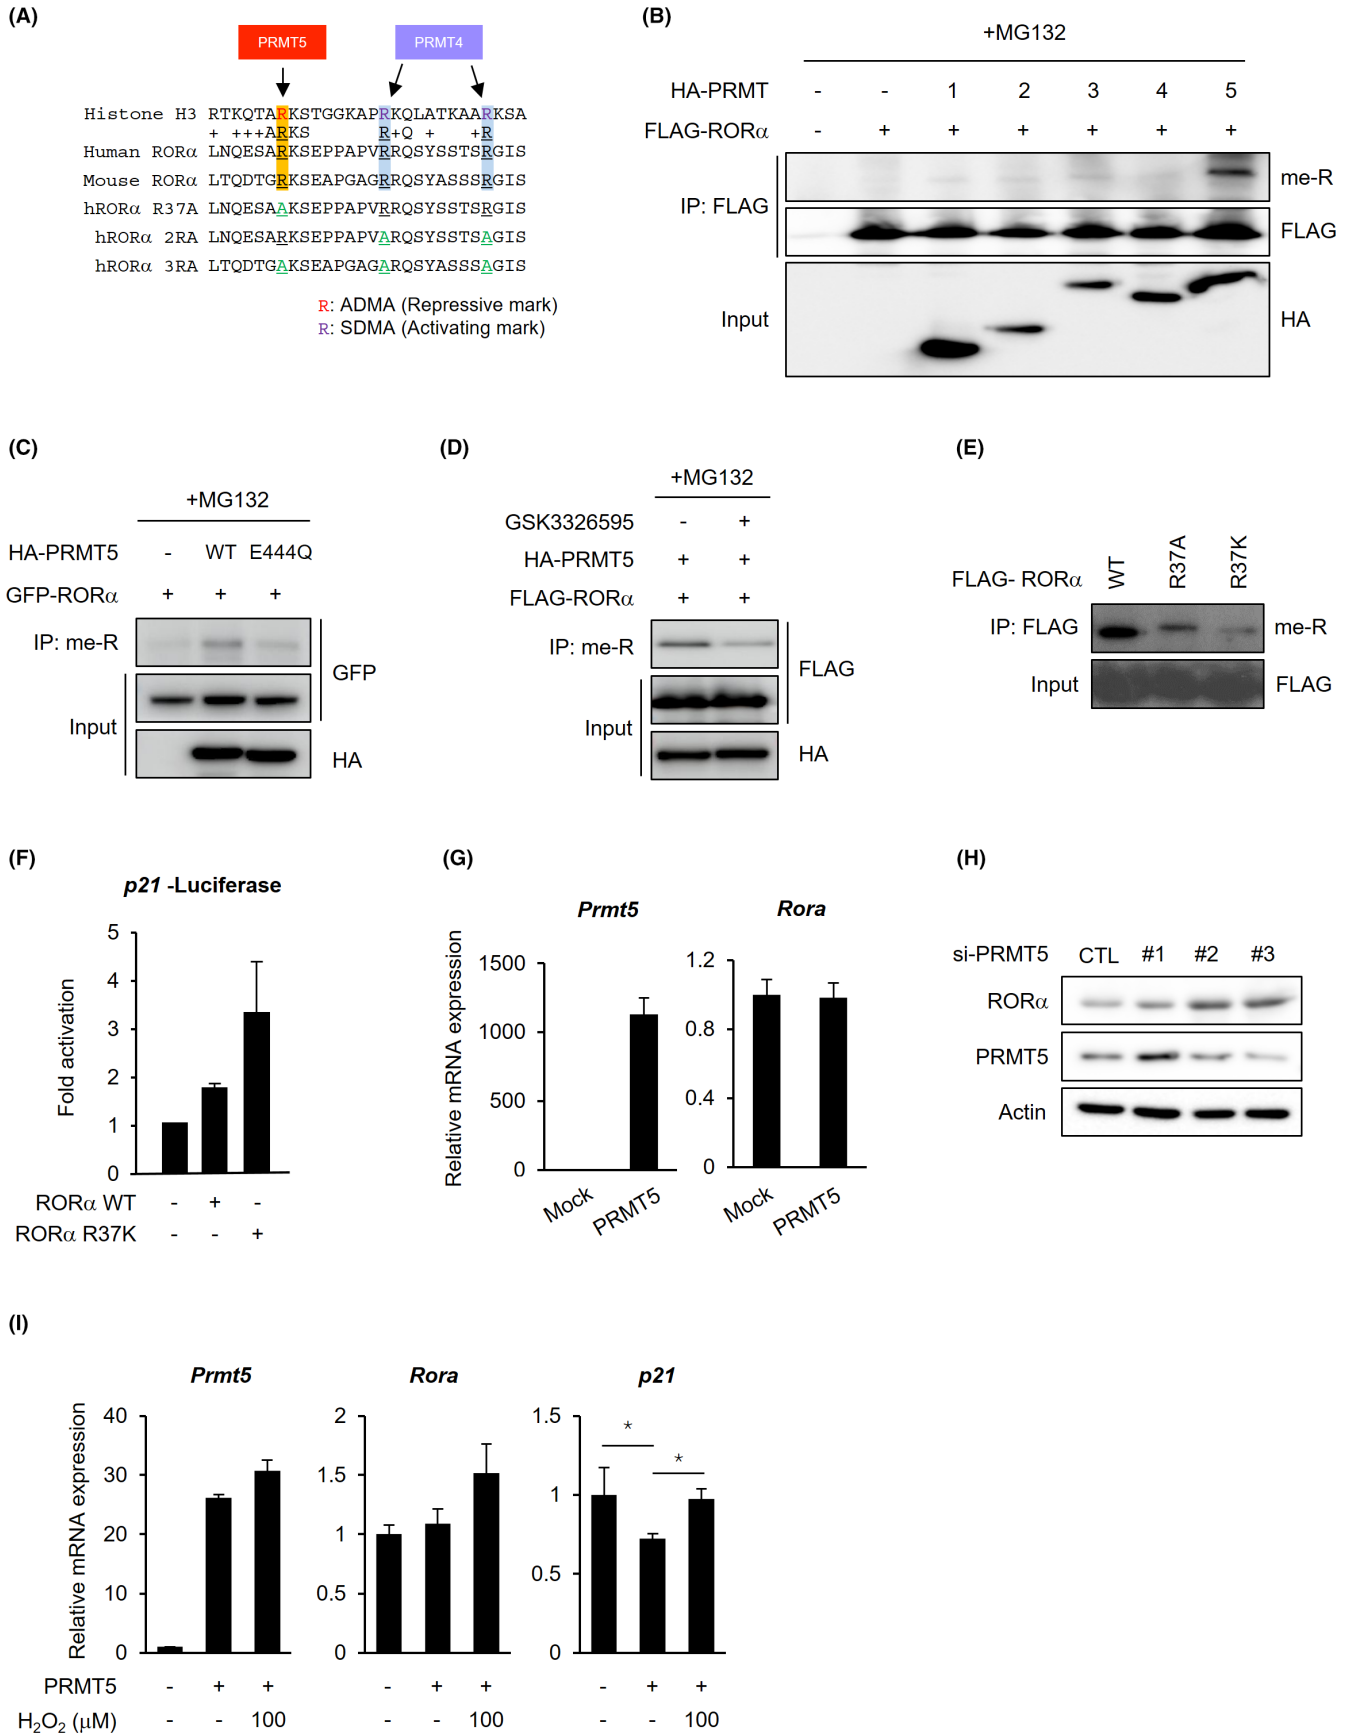 (A)
PRMT5
PRMT4
Histone H3 RTKQTARKSTGGKAPRKQLATKAARKSA
+ +++ARKS R+Q + +R
Human RORα LNQESARKSEPPAPVRRQSYSSTSRGIS
Mouse RORα LTQDTGRKSEAPGAGRRQSYASSSRGIS
hRORα R37A LNQESAAKSEPPAPVRRQSYSSTSRGIS
hRORα 2RA LNQESARKSEPPAPVARQSYSSTSAGIS
hRORα 3RA LTQDTGAKSEAPGAGARQSYASSSAGIS
R: ADMA (Repressive mark)
R: SDMA (Activating mark)
(B)
+MG132
HA-PRMT - - 1 2 3 4 5
FLAG-RORα - + + + + + +
IP: FLAG
me-R
FLAG
Input
HA
(C)
+MG132
HA-PRMT5 - WT E444Q
GFP-RORα + + +
IP: me-R
GFP
Input
HA
(D)
+MG132
GSK3326595 - +
HA-PRMT5 + +
FLAG-RORα + +
IP: me-R
FLAG
Input
HA
(E)
FLAG- RORα WT R37A R37K
IP: FLAG me-R
Input FLAG
(F)
p21 -Luciferase
Fold activation
5
4
3
2
1
0
RORα WT - + -
RORα R37K - - +
(G)
Relative mRNA expression
Prmt5
1500
1000
500
0
Mock PRMT5
Rora
1.2
0.8
0.4
0
Mock PRMT5
(H)
si-PRMT5 CTL #1 #2 #3
RORα
PRMT5
Actin
(I)
Relative mRNA expression
Prmt5
40
30
20
10
0
PRMT5 - + +
H2O2 (μM) - - 100
Rora
2
1.5
1
0.5
0
- + +
- - 100
p21
1.5
1
0.5
0
* *
- + +
- - 100